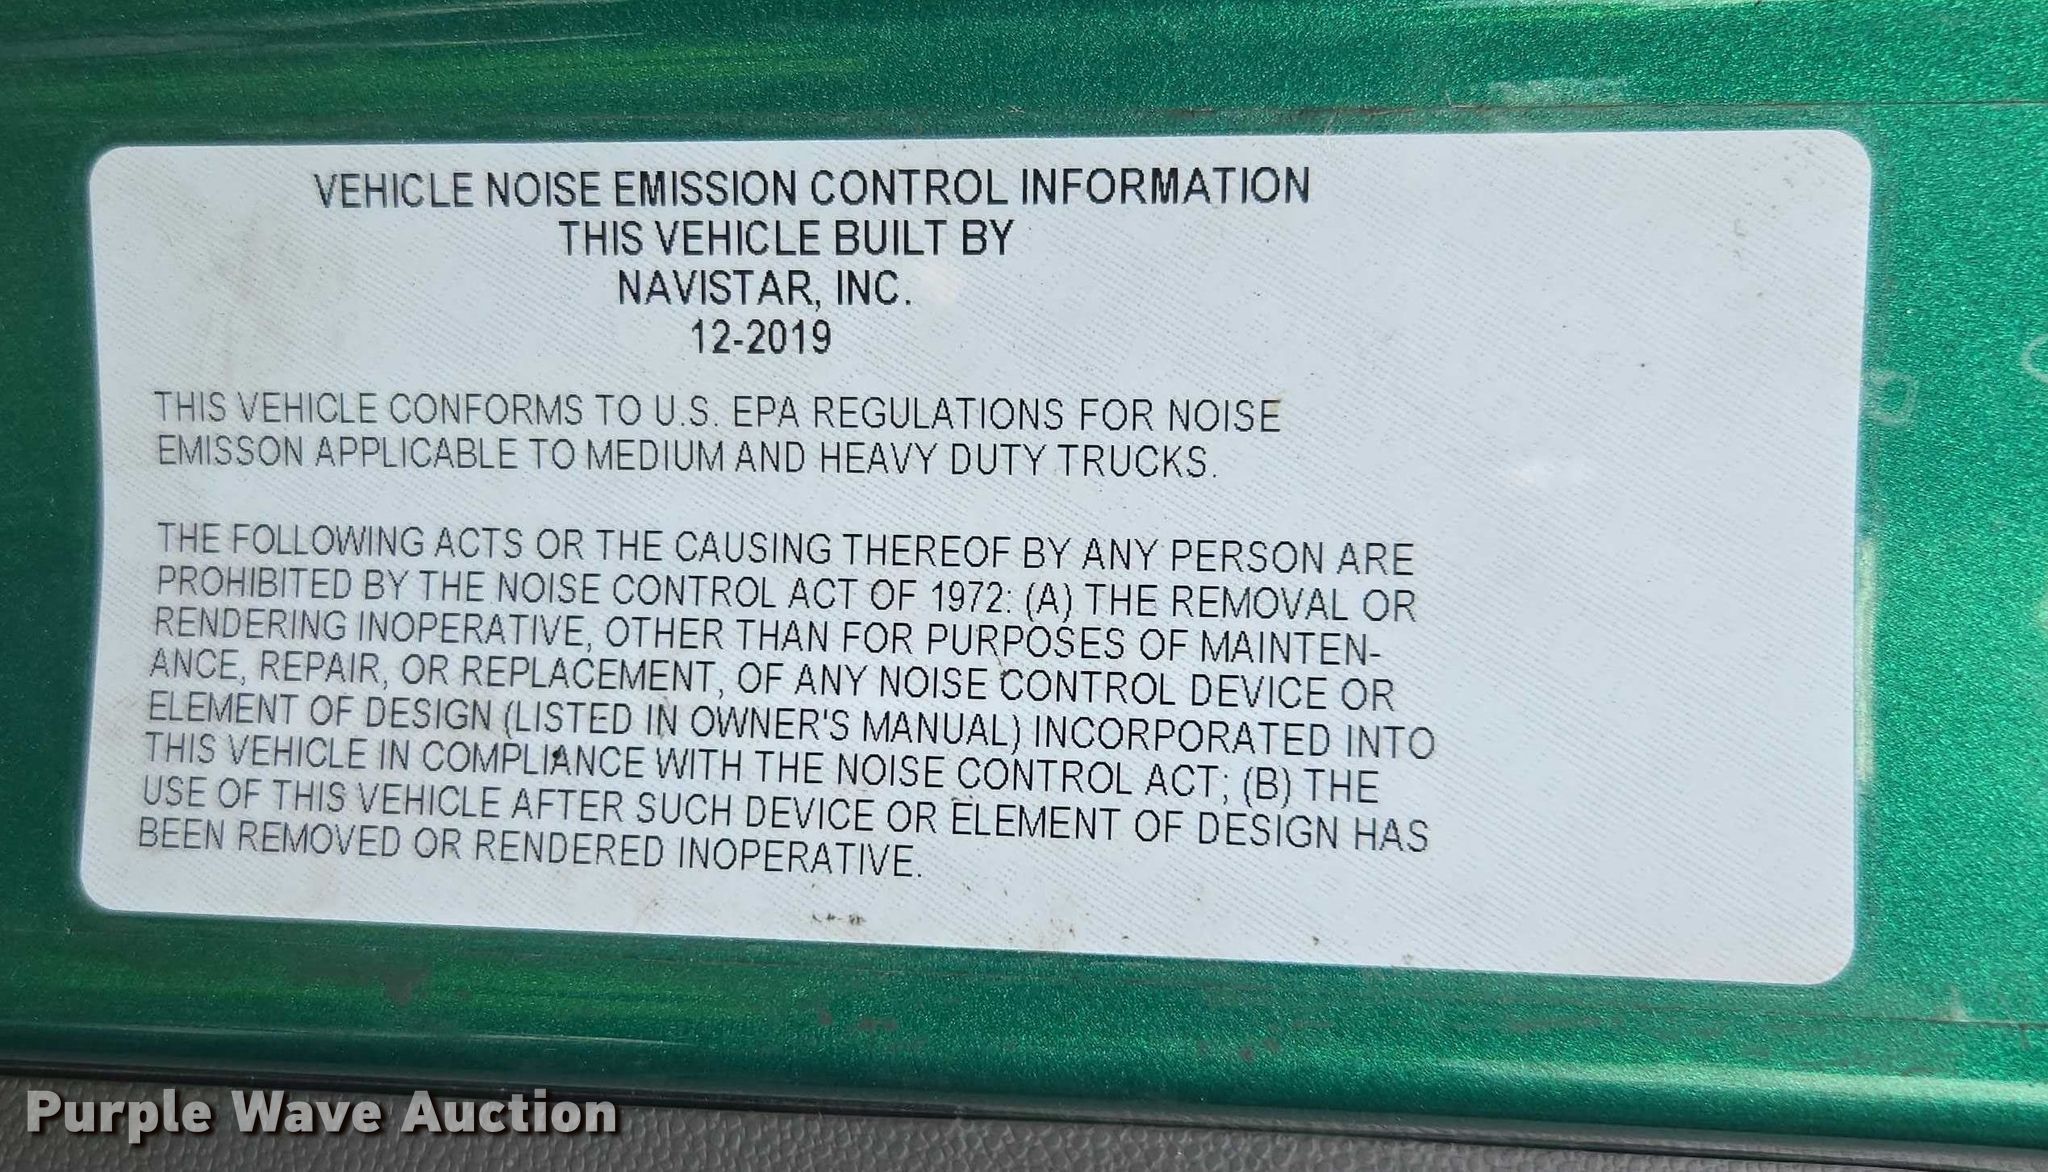 VEHICLE NOISE EMISSION CONTROL INFORMATION
THIS VEHICLE BUILT BY
NAVISTAR, INC.
12-2019
THIS VEHICLE CONFORMS TO U.S. EPA REGULATIONS FOR NOISE
EMISSON APPLICABLE TO MEDIUM AND HEAVY DUTY TRUCKS.
THE FOLLOWING ACTS OR THE CAUSING THEREOF BY ANY PERSON ARE
PROHIBITED BY THE NOISE CONTROL ACT OF 1972: (A) THE REMOVAL OR
RENDERING INOPERATIVE, OTHER THAN FOR PURPOSES OF MAINTEN-
ANCE, REPAIR, OR REPLACEMENT, OF ANY NOISE CONTROL DEVICE OR
ELEMENT OF DESIGN (LISTED IN OWNER'S MANUAL) INCORPORATED INTO
THIS VEHICLE IN COMPLIANCE WITH THE NOISE CONTROL ACT; (B) THE
USE OF THIS VEHICLE AFTER SUCH DEVICE OR ELEMENT OF DESIGN HAS
BEEN REMOVED OR RENDERED INOPERATIVE.
Purple Wave Auction